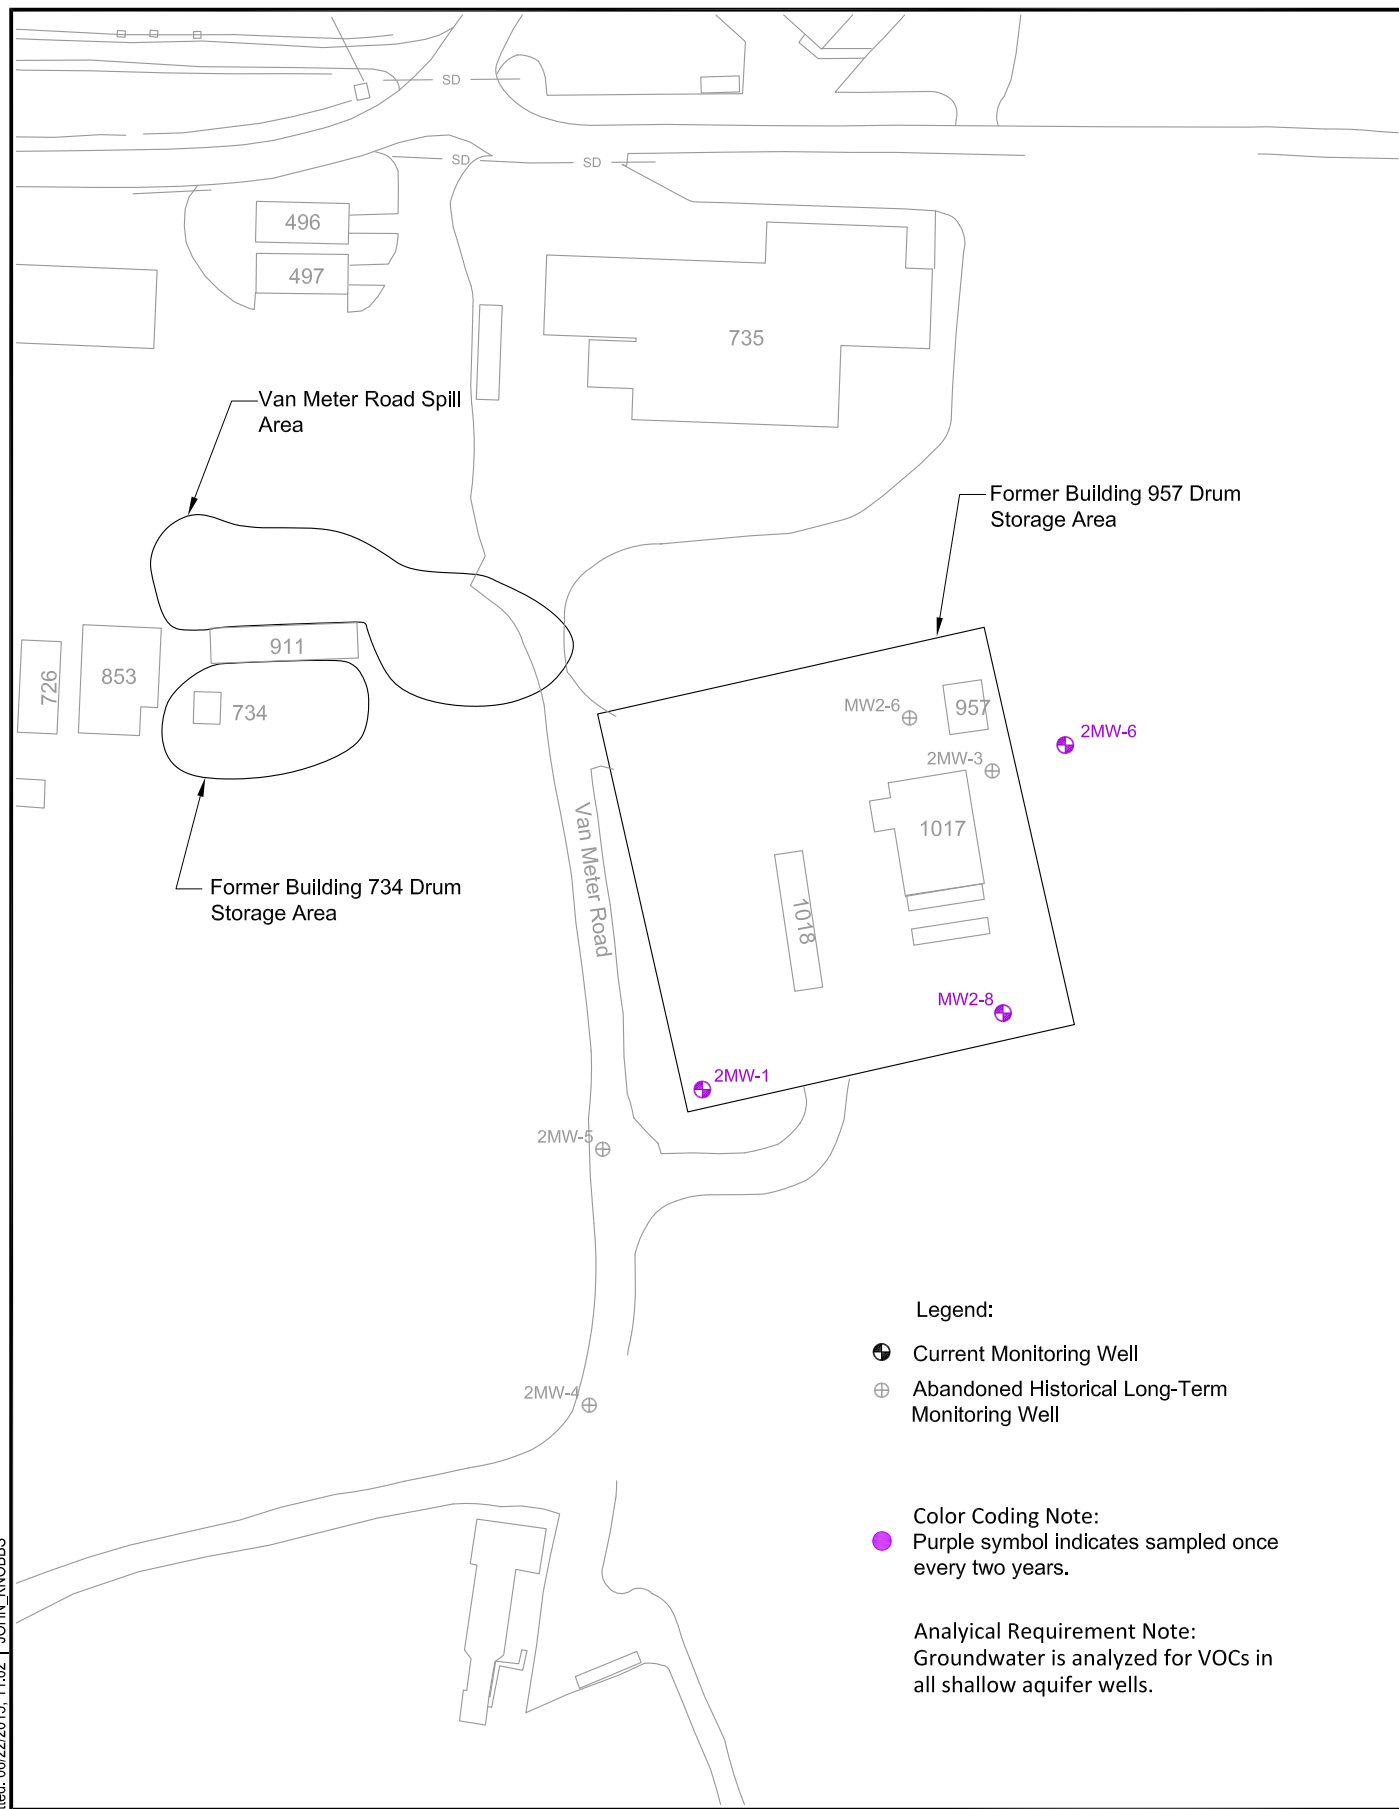 SD
SD
SD
496
497
735
Van Meter Road Spill
Area
Former Building 957 Drum
Storage Area
911
853
726
734
MW2-6
957
2MW-6
2MW-3
1017
Van Meter Road
Former Building 734 Drum
Storage Area
1018
MW2-8
2MW-1
2MW-5
2MW-4
Legend:
Current Monitoring Well
Abandoned Historical Long-Term
Monitoring Well
Color Coding Note:
Purple symbol indicates sampled once
every two years.
Analyical Requirement Note:
Groundwater is analyzed for VOCs in
all shallow aquifer wells.